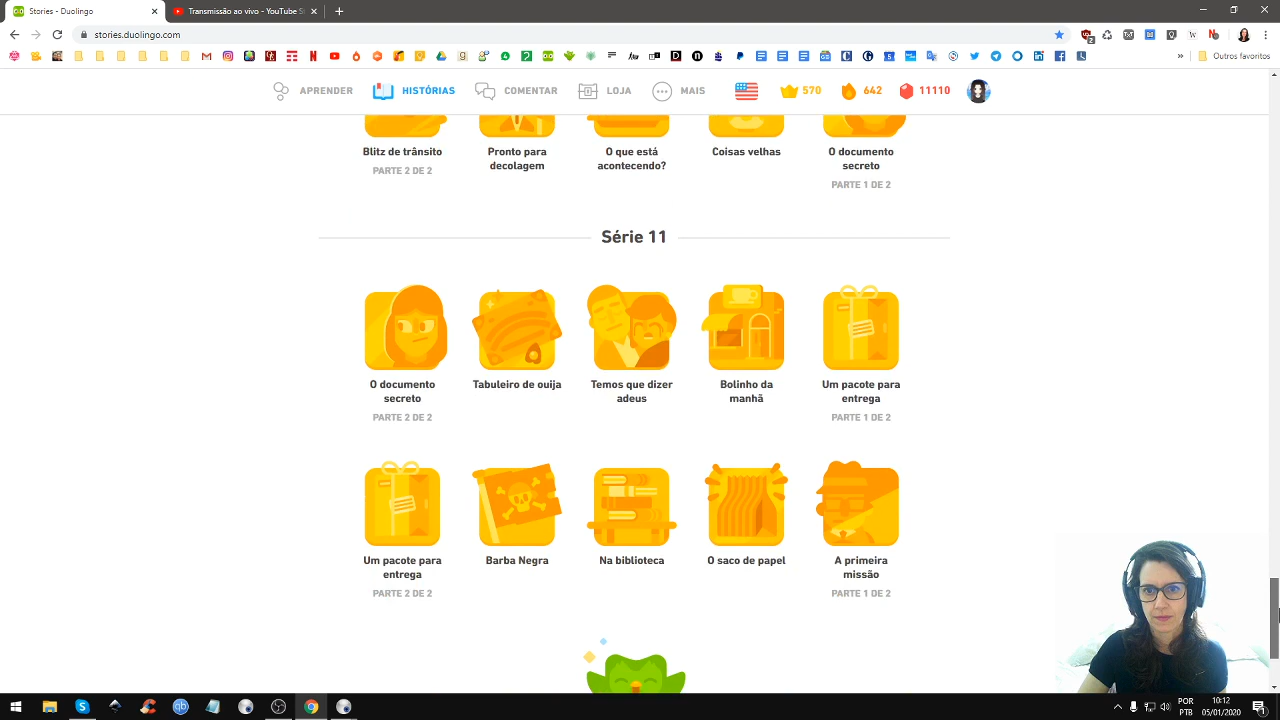 Stories - Duolingo
Transmissão ao vivo - YouTube S
stories.duolingo.com
Outros favoritos
APRENDER
HISTÓRIAS
COMENTAR
LOJA
MAIS
570
642
11110
Blitz de trânsito
PARTE 2 DE 2
Pronto para
decolagem
O que está
acontecendo?
Coisas velhas
O documento
secreto
PARTE 1 DE 2
Série 11
O documento
secreto
PARTE 2 DE 2
Tabuleiro de ouija
Temos que dizer
adeus
Bolinho da
manhã
Um pacote para
entrega
PARTE 1 DE 2
Um pacote para
entrega
PARTE 2 DE 2
Barba Negra
Na biblioteca
O saco de papel
A primeira
missão
PARTE 1 DE 2
POR
PTB
10:12
05/01/2020